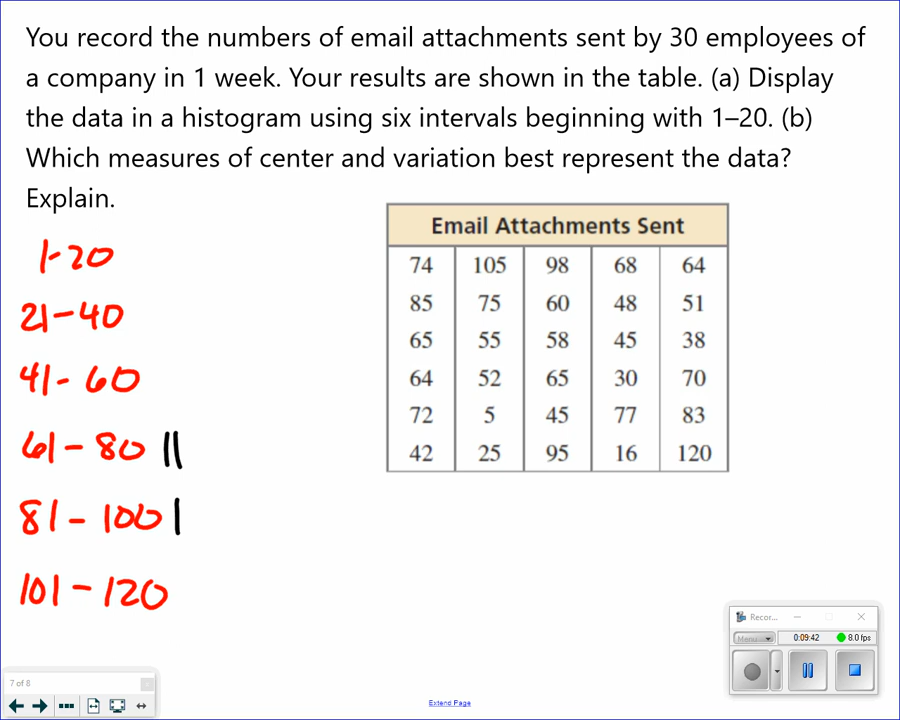 You record the numbers of email attachments sent by 30 employees of
a company in 1 week. Your results are shown in the table. (a) Display
the data in a histogram using six intervals beginning with 1–20. (b)
Which measures of center and variation best represent the data?
Explain.
Email Attachments Sent
74 105 98 68 64
85 75 60 48 51
65 55 58 45 38
64 52 65 30 70
72 5 45 77 83
42 25 95 16 120
1-20
21-40
41-60
61-80 ||
81-100 |
101-120
Recor...
Menu
0:09:42
8.0 fps
7 of 8
Extend Page